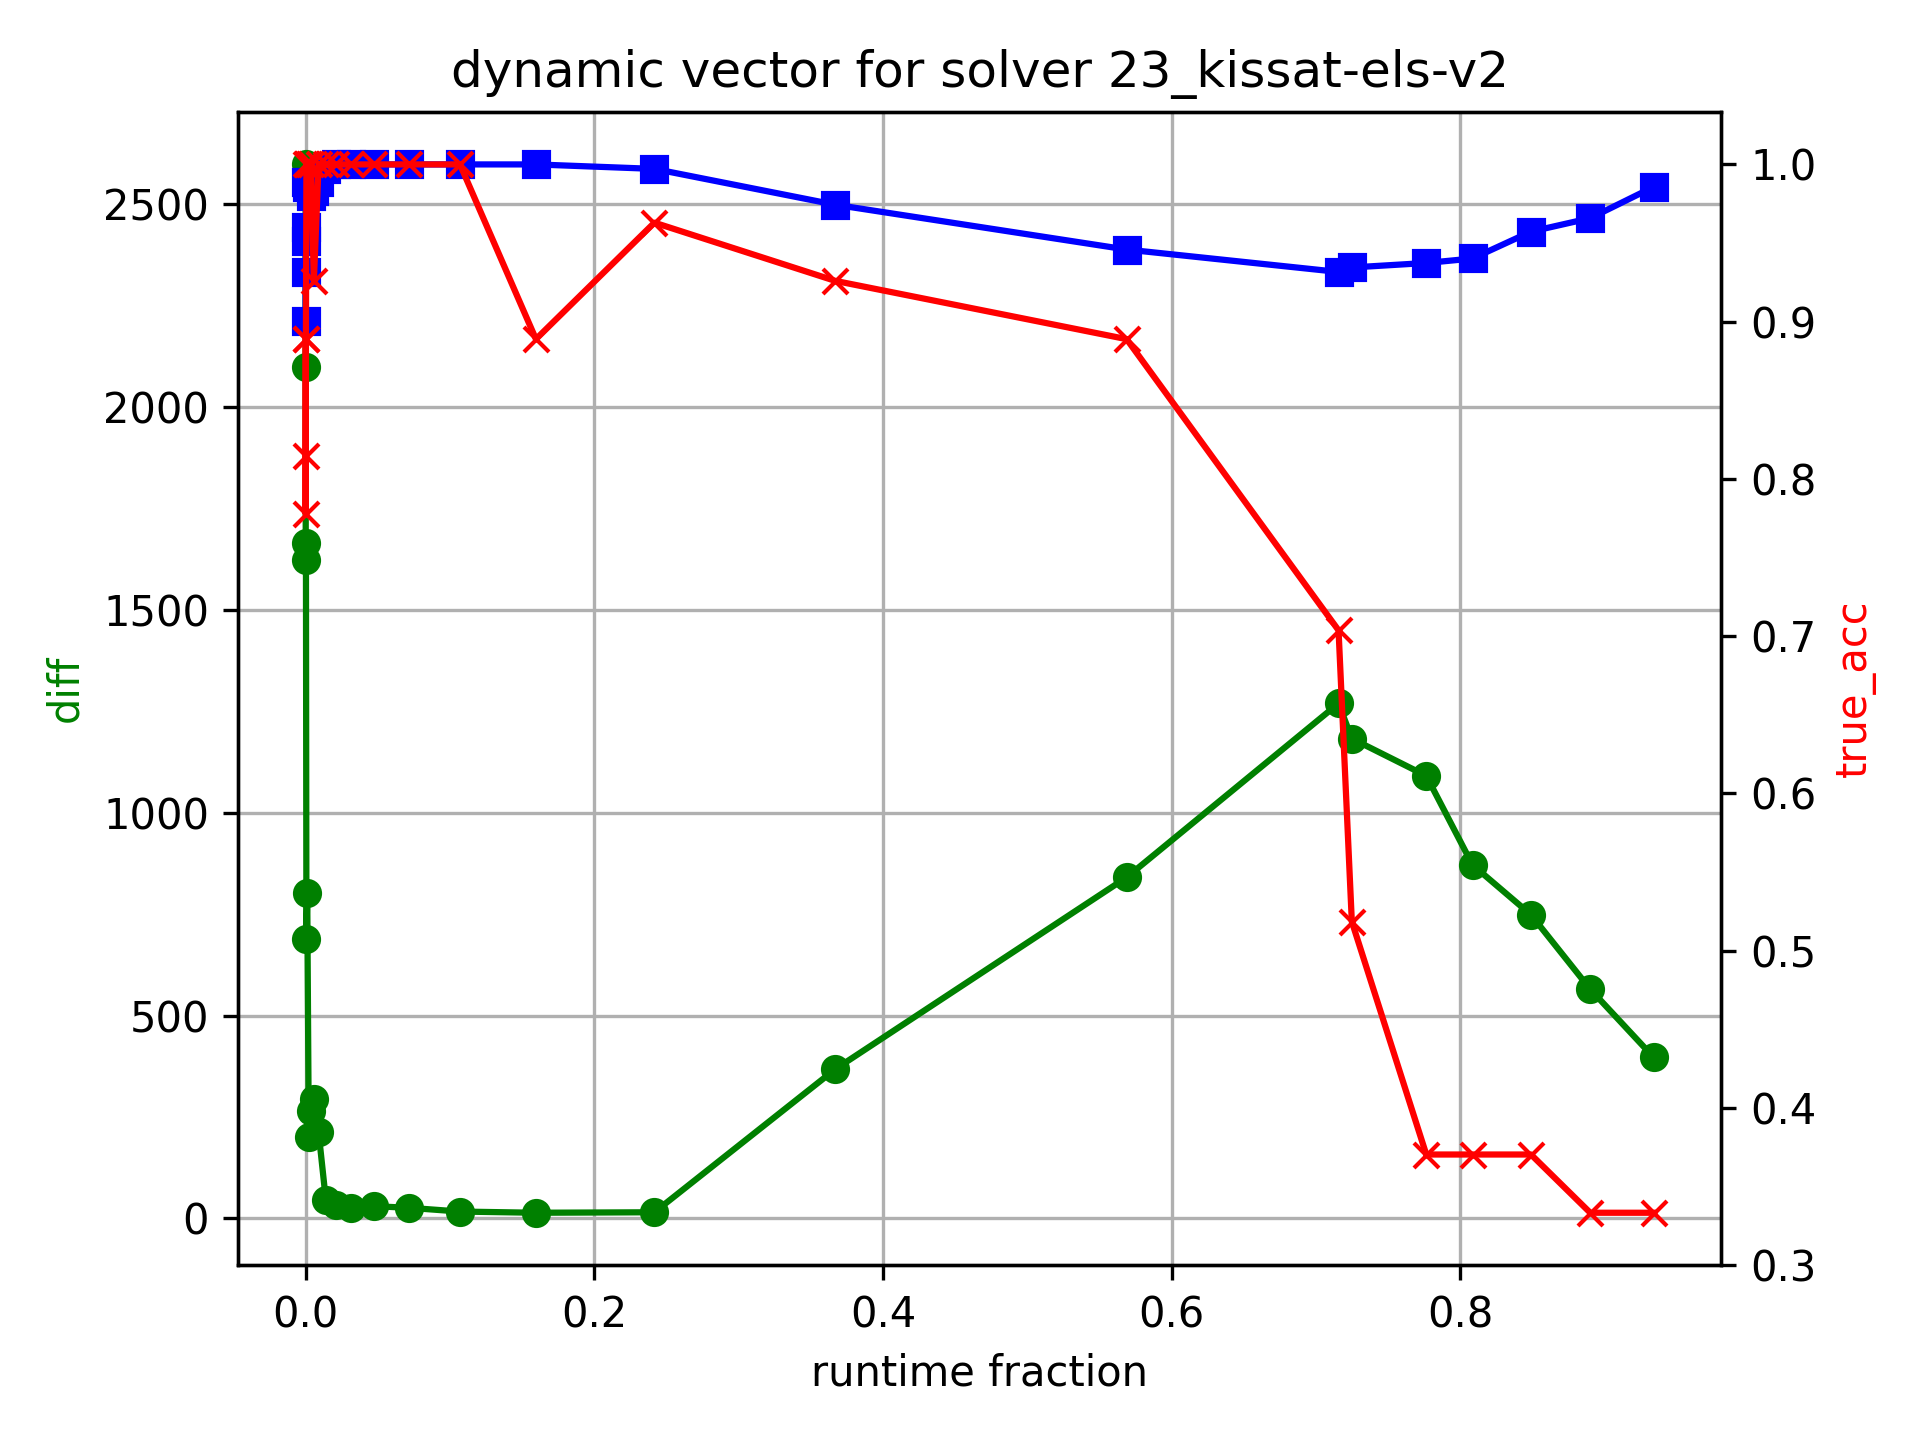 dynamic vector for solver 23_kissat-els-v2
2500
2000
1500
1000
500
0
diff
1.0
0.9
0.8
0.7
0.6
0.5
0.4
0.3
true_acc
0.0 0.2 0.4 0.6 0.8
runtime fraction